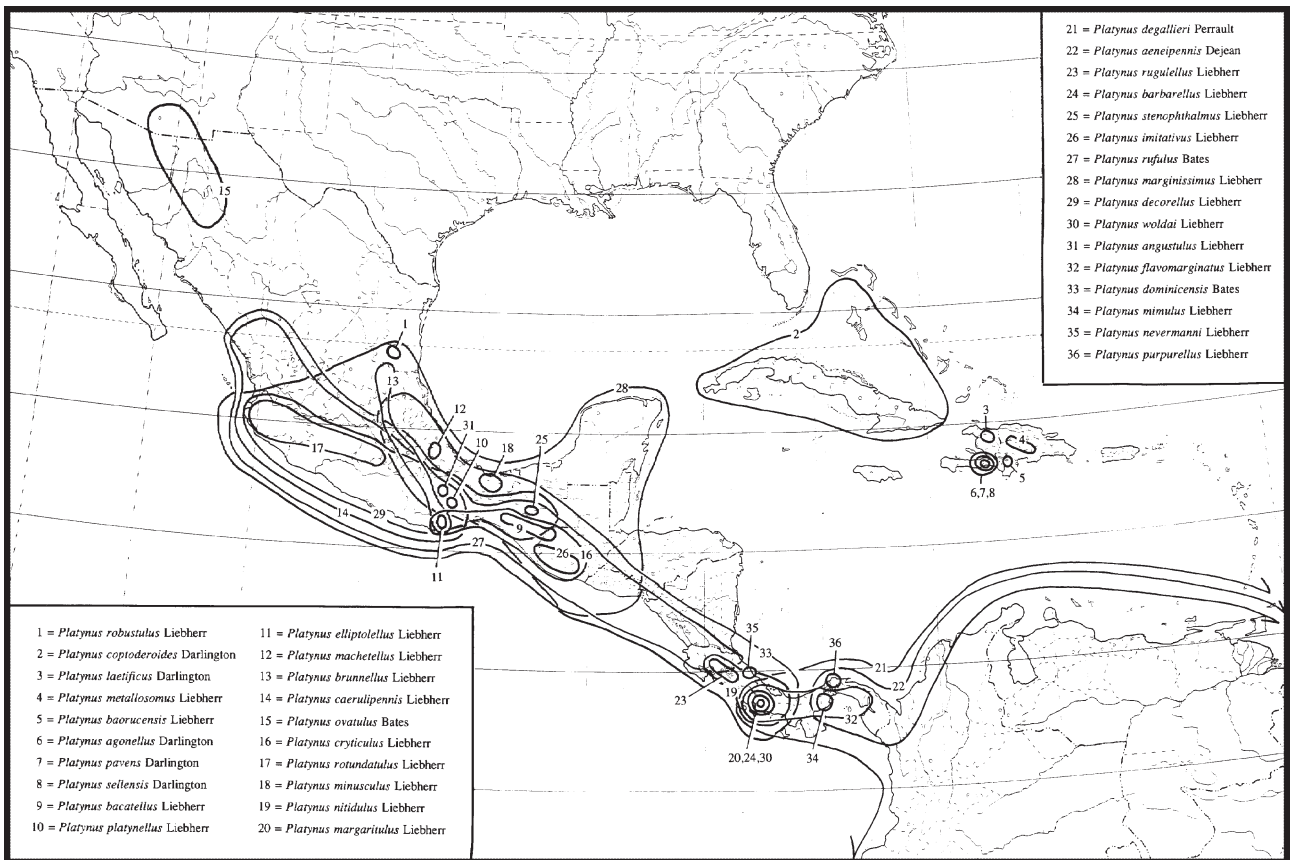 21 = Platynus degallieri Perrault
22 = Platynus aeneipennis Dejean
23 = Platynus rugulellus Liebherr
24 = Platynus barbarellus Liebherr
25 = Platynus stenophthalmus Liebherr
26 = Platynus imitativus Liebherr
27 = Platynus rufulus Bates
28 = Platynus marginissimus Liebherr
29 = Platynus decorellus Liebherr
30 = Platynus woldai Liebherr
31 = Platynus angustulus Liebherr
32 = Platynus flavomarginatus Liebherr
33 = Platynus dominicensis Bates
34 = Platynus mimulus Liebherr
35 = Platynus nevermanni Liebherr
36 = Platynus purpurellus Liebherr
15
1
2
13
28
12
31
10
18
25
3
4
17
5
6,7,8
14
29
9
27
26
16
11
35
33
36
21
22
23
19
32
20,24,30
34
1 = Platynus robustulus Liebherr
2 = Platynus coptoderoides Darlington
3 = Platynus laetificus Darlington
4 = Platynus metallosomus Liebherr
5 = Platynus baorucensis Liebherr
6 = Platynus agonellus Darlington
7 = Platynus pavens Darlington
8 = Platynus sellensis Darlington
9 = Platynus bacatellus Liebherr
10 = Platynus platynellus Liebherr
11 = Platynus elliptolellus Liebherr
12 = Platynus machetellus Liebherr
13 = Platynus brunnellus Liebherr
14 = Platynus caerulipennis Liebherr
15 = Platynus ovatulus Bates
16 = Platynus cryticulus Liebherr
17 = Platynus rotundatulus Liebherr
18 = Platynus minusculus Liebherr
19 = Platynus nitidulus Liebherr
20 = Platynus margaritulus Liebherr